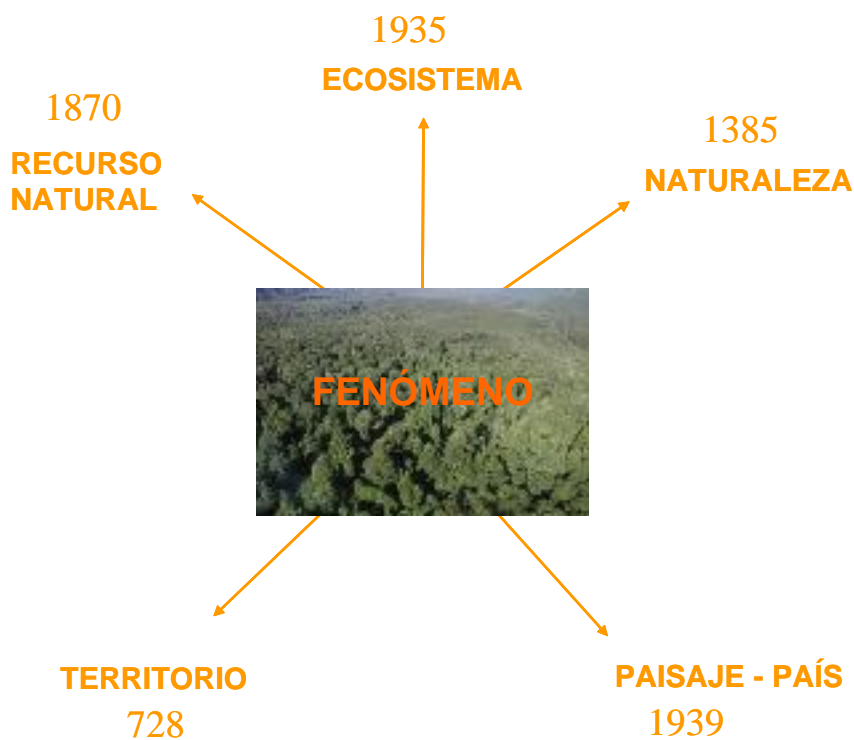 1935
ECOSISTEMA
1870
RECURSO
NATURAL
1385
NATURALEZA
FENÓMENO
TERRITORIO
728
PAISAJE - PAÍS
1939